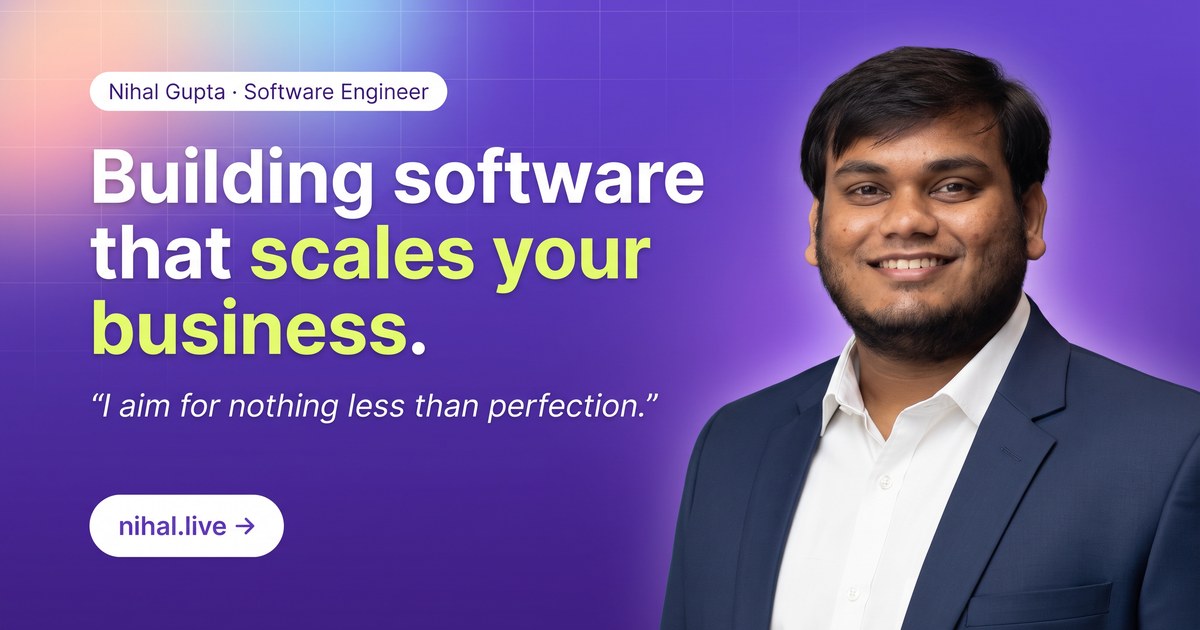 Nihal Gupta · Software Engineer
Building software
that scales your
business.
“I aim for nothing less than perfection.”
nihal.live →